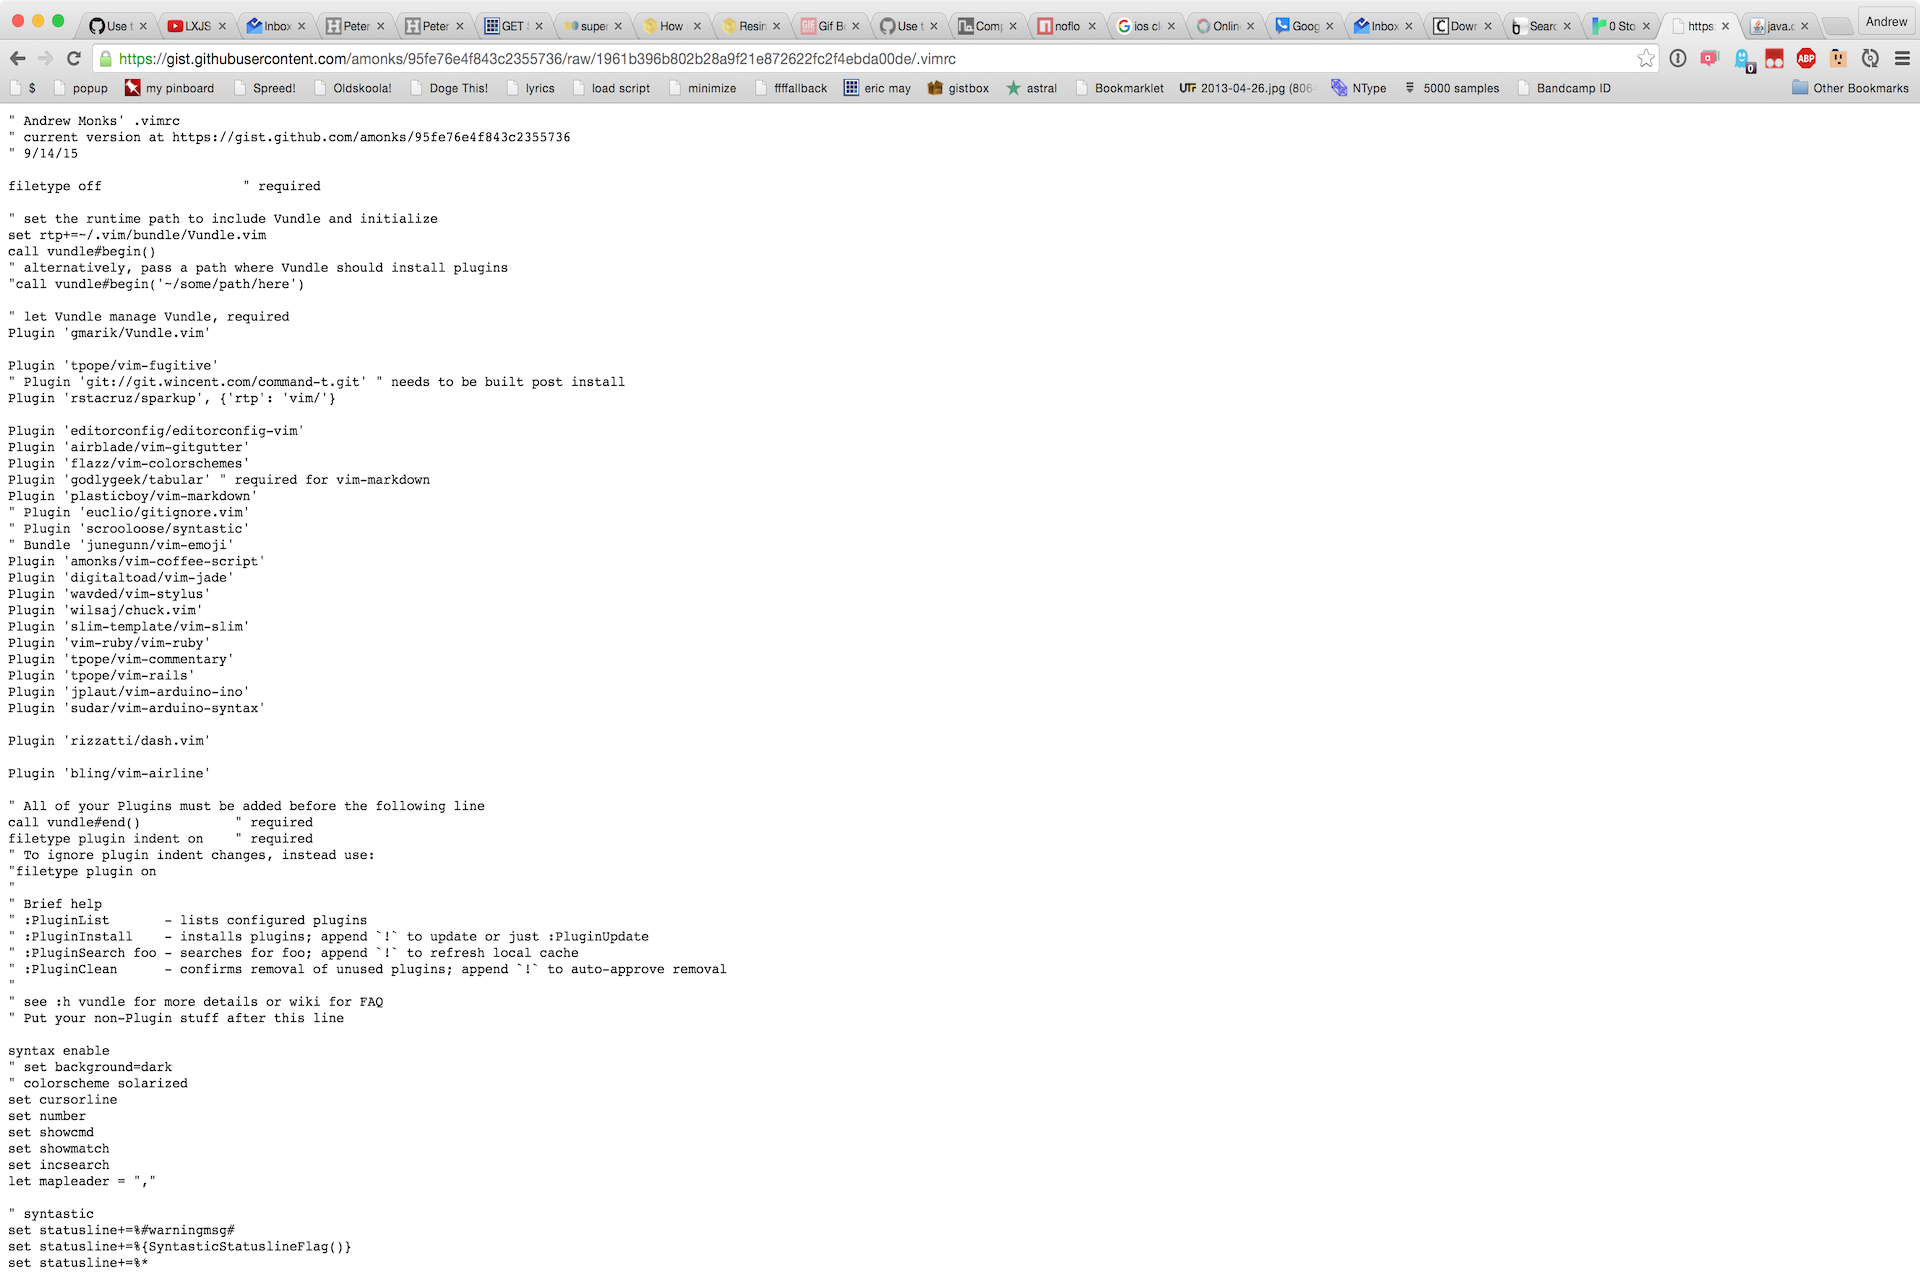 Use t LXJS Inbox Peter Peter GET S super How Resin Gif Br Use t Comp noflo ios cl Online Goog Inbox Down Searc 0 Sto https: java.c Andrew
https://gist.githubusercontent.com/amonks/95fe76e4f843c2355736/raw/1961b396b802b28a9f21e872622fc2f4ebda00de/.vimrc
$ popup my pinboard Spreed! Oldskoola! Doge This! lyrics load script minimize ffffallback eric may gistbox astral Bookmarklet UTF 2013-04-26.jpg (806 NType 5000 samples Bandcamp ID Other Bookmarks
" Andrew Monks' .vimrc
" current version at https://gist.github.com/amonks/95fe76e4f843c2355736
" 9/14/15
filetype off                  " required
" set the runtime path to include Vundle and initialize
set rtp+=~/.vim/bundle/Vundle.vim
call vundle#begin()
" alternatively, pass a path where Vundle should install plugins
"call vundle#begin('~/some/path/here')
" let Vundle manage Vundle, required
Plugin 'gmarik/Vundle.vim'
Plugin 'tpope/vim-fugitive'
" Plugin 'git://git.wincent.com/command-t.git' " needs to be built post install
Plugin 'rstacruz/sparkup', {'rtp': 'vim/'}
Plugin 'editorconfig/editorconfig-vim'
Plugin 'airblade/vim-gitgutter'
Plugin 'flazz/vim-colorschemes'
Plugin 'godlygeek/tabular' " required for vim-markdown
Plugin 'plasticboy/vim-markdown'
" Plugin 'euclio/gitignore.vim'
" Plugin 'scrooloose/syntastic'
" Bundle 'junegunn/vim-emoji'
Plugin 'amonks/vim-coffee-script'
Plugin 'digitaltoad/vim-jade'
Plugin 'wavded/vim-stylus'
Plugin 'wilsaj/chuck.vim'
Plugin 'slim-template/vim-slim'
Plugin 'vim-ruby/vim-ruby'
Plugin 'tpope/vim-commentary'
Plugin 'tpope/vim-rails'
Plugin 'jplaut/vim-arduino-ino'
Plugin 'sudar/vim-arduino-syntax'
Plugin 'rizzatti/dash.vim'
Plugin 'bling/vim-airline'
" All of your Plugins must be added before the following line
call vundle#end()            " required
filetype plugin indent on    " required
" To ignore plugin indent changes, instead use:
"filetype plugin on
"
" Brief help
" :PluginList       - lists configured plugins
" :PluginInstall    - installs plugins; append `!` to update or just :PluginUpdate
" :PluginSearch foo - searches for foo; append `!` to refresh local cache
" :PluginClean      - confirms removal of unused plugins; append `!` to auto-approve removal
"
" see :h vundle for more details or wiki for FAQ
" Put your non-Plugin stuff after this line
syntax enable
" set background=dark
" colorscheme solarized
set cursorline
set number
set showcmd
set showmatch
set incsearch
let mapleader = ","
" syntastic
set statusline+=%#warningmsg#
set statusline+=%{SyntasticStatuslineFlag()}
set statusline+=%*